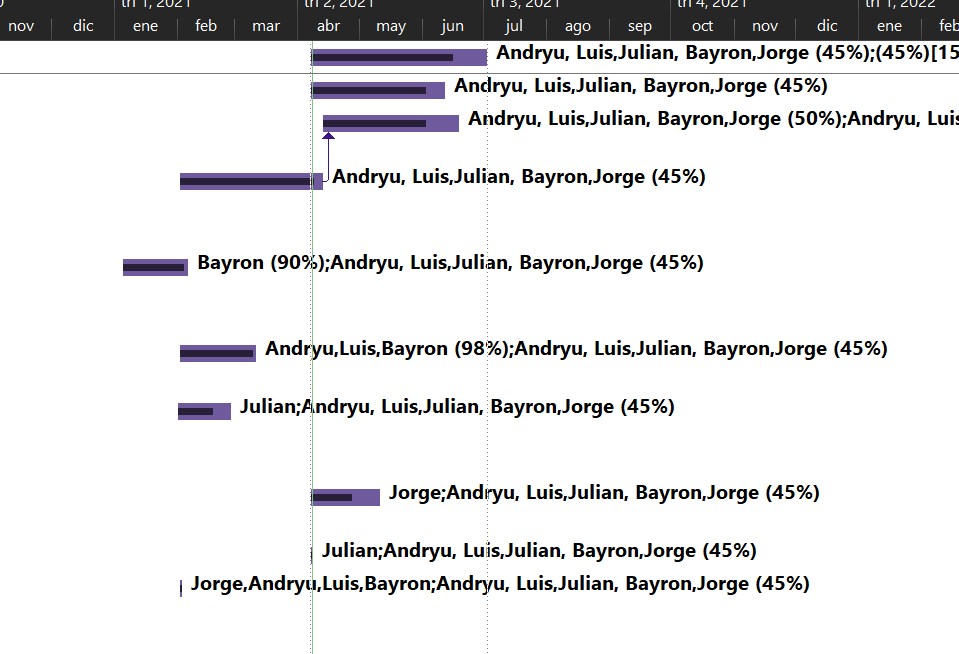 tri 1, 2021 tri 2, 2021 tri 3, 2021 tri 4, 2021 tri 1, 2022
nov dic ene feb mar abr may jun jul ago sep oct nov dic ene feb
Andryu, Luis,Julian, Bayron,Jorge (45%);(45%)[15
Andryu, Luis,Julian, Bayron,Jorge (45%)
Andryu, Luis,Julian, Bayron,Jorge (50%);Andryu, Luis
Andryu, Luis,Julian, Bayron,Jorge (45%)
Bayron (90%);Andryu, Luis,Julian, Bayron,Jorge (45%)
Andryu,Luis,Bayron (98%);Andryu, Luis,Julian, Bayron,Jorge (45%)
Julian;Andryu, Luis,Julian, Bayron,Jorge (45%)
Jorge;Andryu, Luis,Julian, Bayron,Jorge (45%)
Julian;Andryu, Luis,Julian, Bayron,Jorge (45%)
Jorge,Andryu,Luis,Bayron;Andryu, Luis,Julian, Bayron,Jorge (45%)